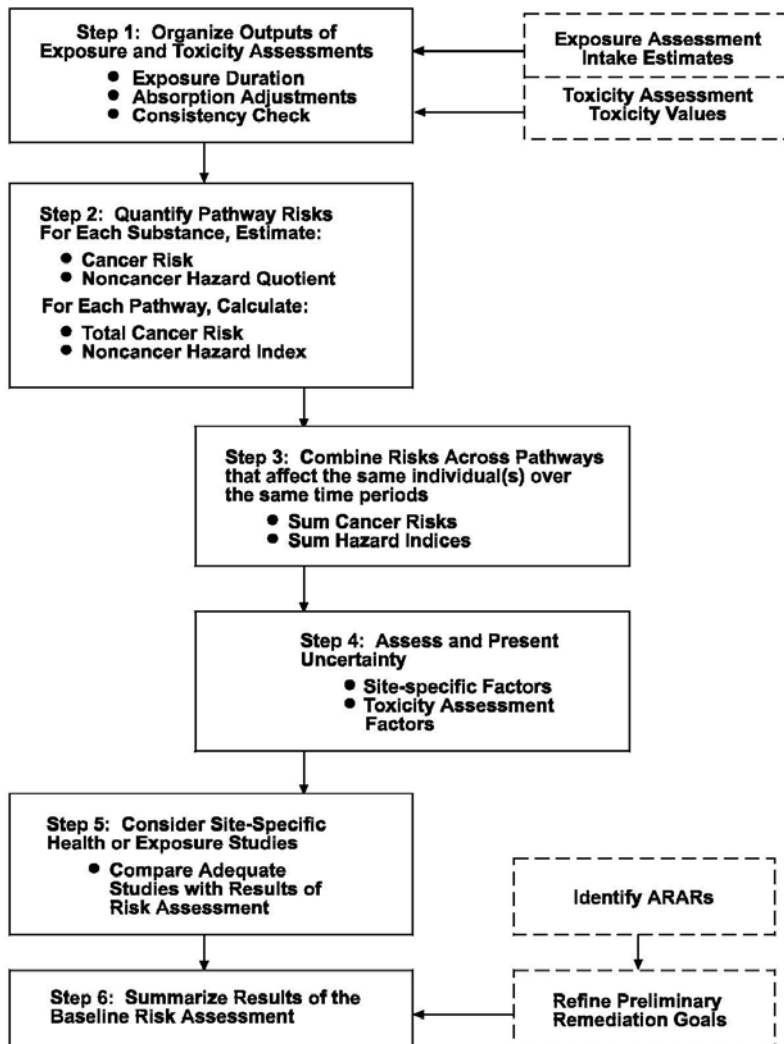 Step 1: Organize Outputs of
Exposure and Toxicity Assessments
● Exposure Duration
● Absorption Adjustments
● Consistency Check
Exposure Assessment
Intake Estimates
Toxicity Assessment
Toxicity Values
Step 2: Quantify Pathway Risks
For Each Substance, Estimate:
● Cancer Risk
● Noncancer Hazard Quotient
For Each Pathway, Calculate:
● Total Cancer Risk
● Noncancer Hazard Index
Step 3: Combine Risks Across Pathways
that affect the same individual(s) over
the same time periods
● Sum Cancer Risks
● Sum Hazard Indices
Step 4: Assess and Present
Uncertainty
● Site-specific Factors
● Toxicity Assessment
Factors
Step 5: Consider Site-Specific
Health or Exposure Studies
● Compare Adequate
Studies with Results of
Risk Assessment
Identify ARARs
Step 6: Summarize Results of the
Baseline Risk Assessment
Refine Preliminary
Remediation Goals